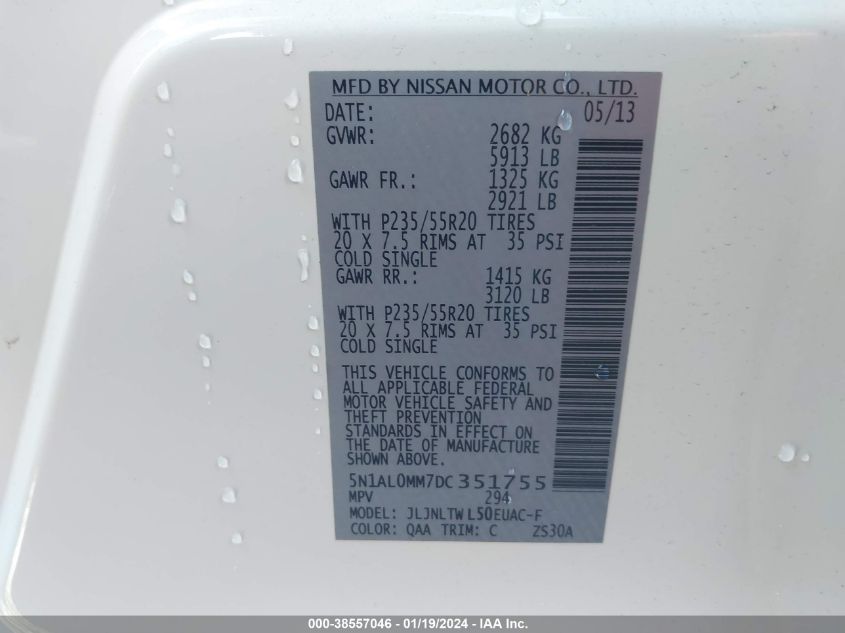 MFD BY NISSAN MOTOR CO., LTD.
DATE: 05/13
GVWR: 2682 KG
5913 LB
GAWR FR.: 1325 KG
2921 LB
WITH P235/55R20 TIRES
20 X 7.5 RIMS AT 35 PSI
COLD SINGLE
GAWR RR.: 1415 KG
3120 LB
WITH P235/55R20 TIRES
20 X 7.5 RIMS AT 35 PSI
COLD SINGLE
THIS VEHICLE CONFORMS TO
ALL APPLICABLE FEDERAL
MOTOR VEHICLE SAFETY AND
THEFT PREVENTION
STANDARDS IN EFFECT ON
THE DATE OF MANUFACTURE
SHOWN ABOVE.
5N1AL0MM7DC351755
MPV 294
MODEL: JLJNLTWL50EUAC-F
COLOR: QAA TRIM: C ZS30A
000-38557046 - 01/19/2024 - IAA Inc.